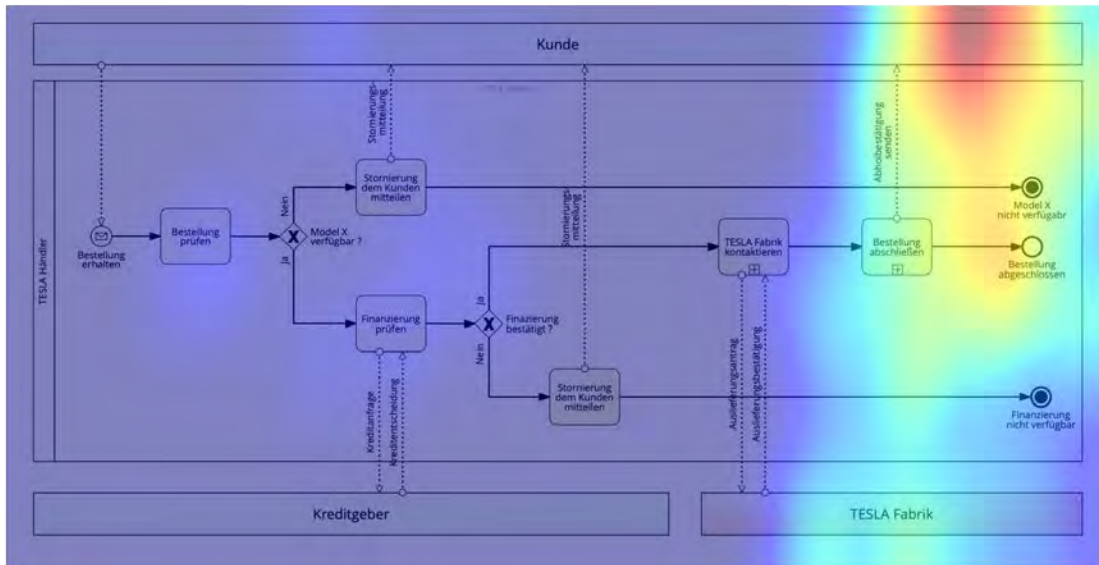 Kunde
TESLA Händler
Stornierungs-
mitteilung
Stornierungs-
mitteilung
Abholbestätigung
senden
Stornierung
dem Kunden
mitteilen
Nein
Model X
nicht verfügabr
Bestellung
erhalten
Bestellung
prüfen
Model X
verfügbar ?
Ja
TESLA Fabrik
kontaktieren
Bestellung
abschließen
Bestellung
abgeschlossen
Finanzierung
prüfen
Ja
Finazierung
bestätigt ?
Nein
Stornierung
dem Kunden
mitteilen
Finanzierung
nicht verfügbar
Kreditanfrage
Kreditentscheidung
Auslieferungsantrag
Auslieferungsbestätigung
Kreditgeber
TESLA Fabrik